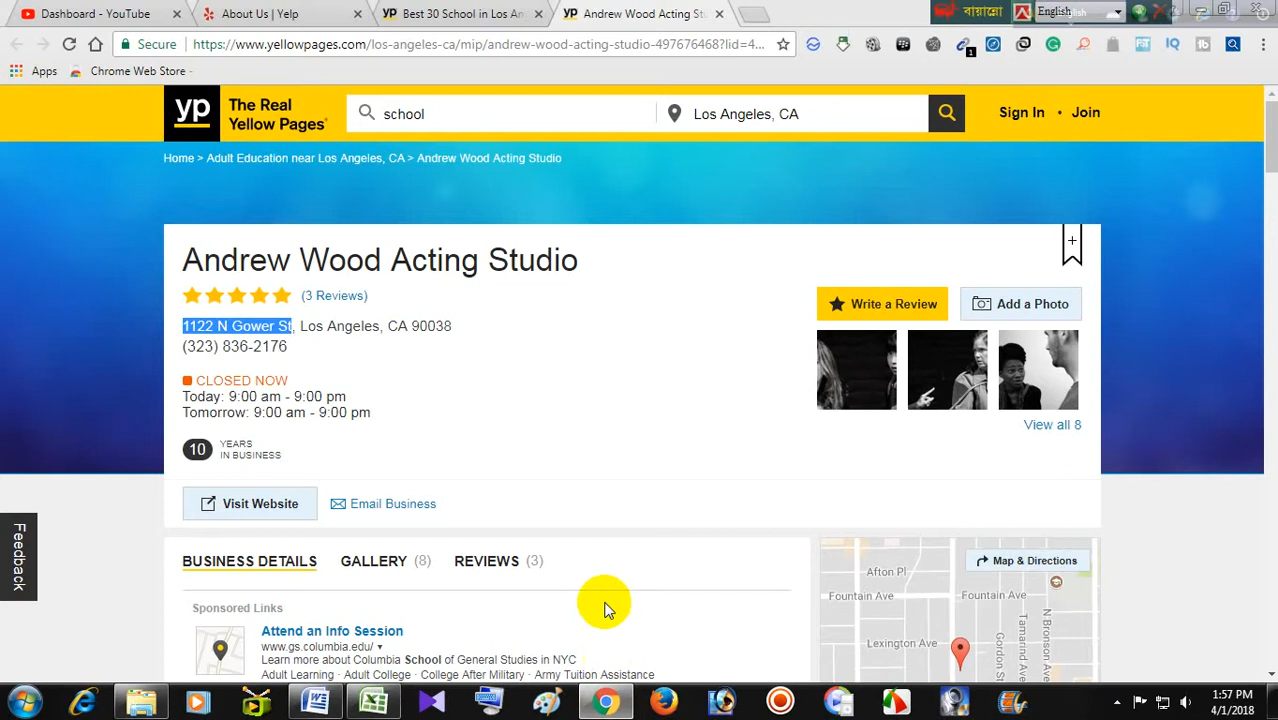 Dashboard - YouTube
About Us | Yelp
Best 30 School in Los An
Andrew Wood Acting St
বায়ান্নো
English
Secure
https://www.yellowpages.com/los-angeles-ca/mip/andrew-wood-acting-studio-497676468?lid=4...
Apps
Chrome Web Store -
yp The Real Yellow Pages
school
Los Angeles, CA
Sign In • Join
Home > Adult Education near Los Angeles, CA > Andrew Wood Acting Studio
Andrew Wood Acting Studio
(3 Reviews)
1122 N Gower St, Los Angeles, CA 90038
(323) 836-2176
CLOSED NOW
Today: 9:00 am - 9:00 pm
Tomorrow: 9:00 am - 9:00 pm
10 YEARS IN BUSINESS
Write a Review
Add a Photo
View all 8
Visit Website
Email Business
Feedback
BUSINESS DETAILS
GALLERY (8)
REVIEWS (3)
Sponsored Links
Attend an Info Session
www.gs.columbia.edu/
Learn more about Columbia School of General Studies in NYC
Adult Learning · Adult College · College After Military · Army Tuition Assistance
Map & Directions
Afton Pl
Fountain Ave
Fountain Ave
Lexington Ave
Gordon St
Tamarind Ave
N Bronson Ave
1:57 PM
4/1/2018